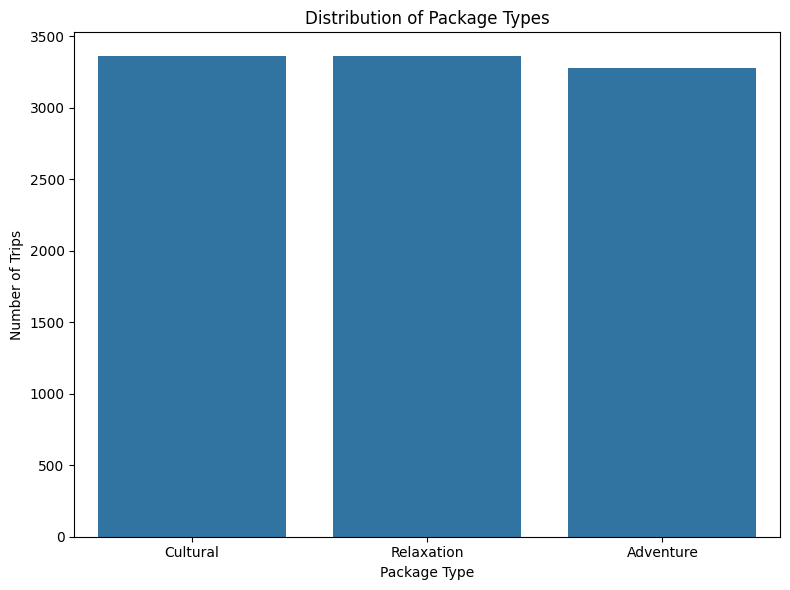 Distribution of Package Types
Number of Trips
3500
3000
2500
2000
1500
1000
500
0
Cultural
Relaxation
Adventure
Package Type